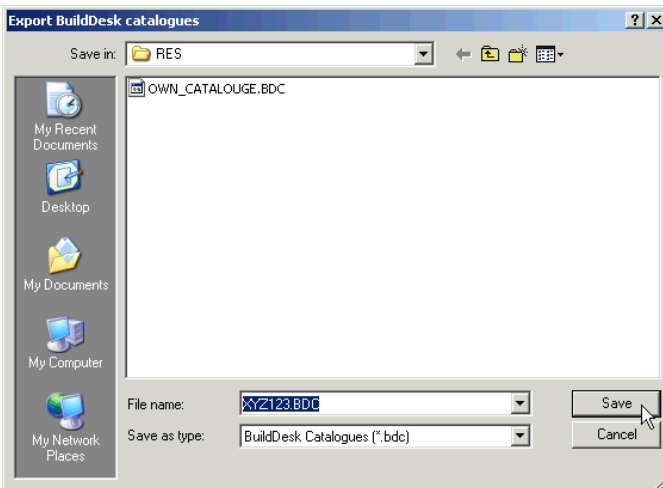 Export BuildDesk catalogues
Save in: RES
OWN_CATALOUGE.BDC
My Recent
Documents
Desktop
My Documents
My Computer
My Network
Places
File name: XYZ123.BDC Save
Save as type: BuildDesk Catalogues (*.bdc) Cancel